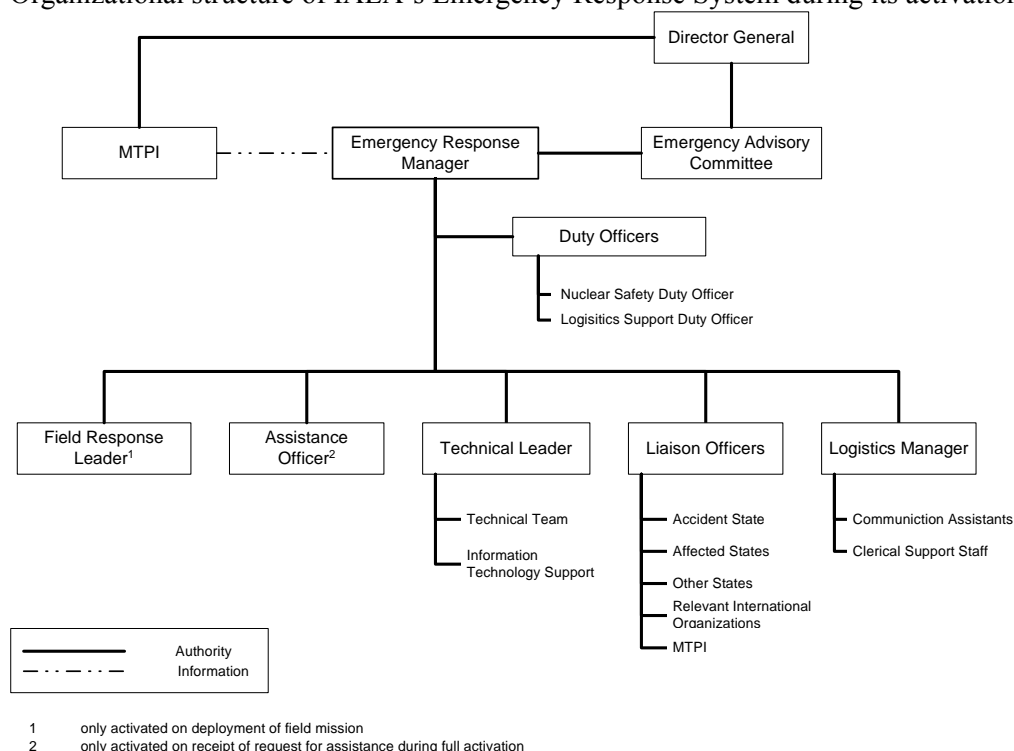 Organizational structure of IAEA's Emergency Response System during its activation
Director General
MTPI
Emergency Response
Manager
Emergency Advisory
Committee
Duty Officers
Nuclear Safety Duty Officer
Logisitics Support Duty Officer
Field Response
Leader1
Assistance
Officer2
Technical Leader
Liaison Officers
Logistics Manager
Technical Team
Information
Technology Support
Accident State
Affected States
Other States
Relevant International
Organizations
MTPI
Communiction Assistants
Clerical Support Staff
Authority
Information
1 only activated on deployment of field mission
2 only activated on receipt of request for assistance during full activation